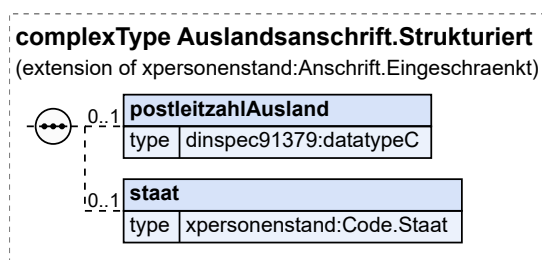 complexType Auslandsanschrift.Strukturiert
(extension of xpersonenstand:Anschrift.Eingeschraenkt)
0..1 postleitzahlAusland
type dinspec91379:datatypeC
0..1 staat
type xpersonenstand:Code.Staat